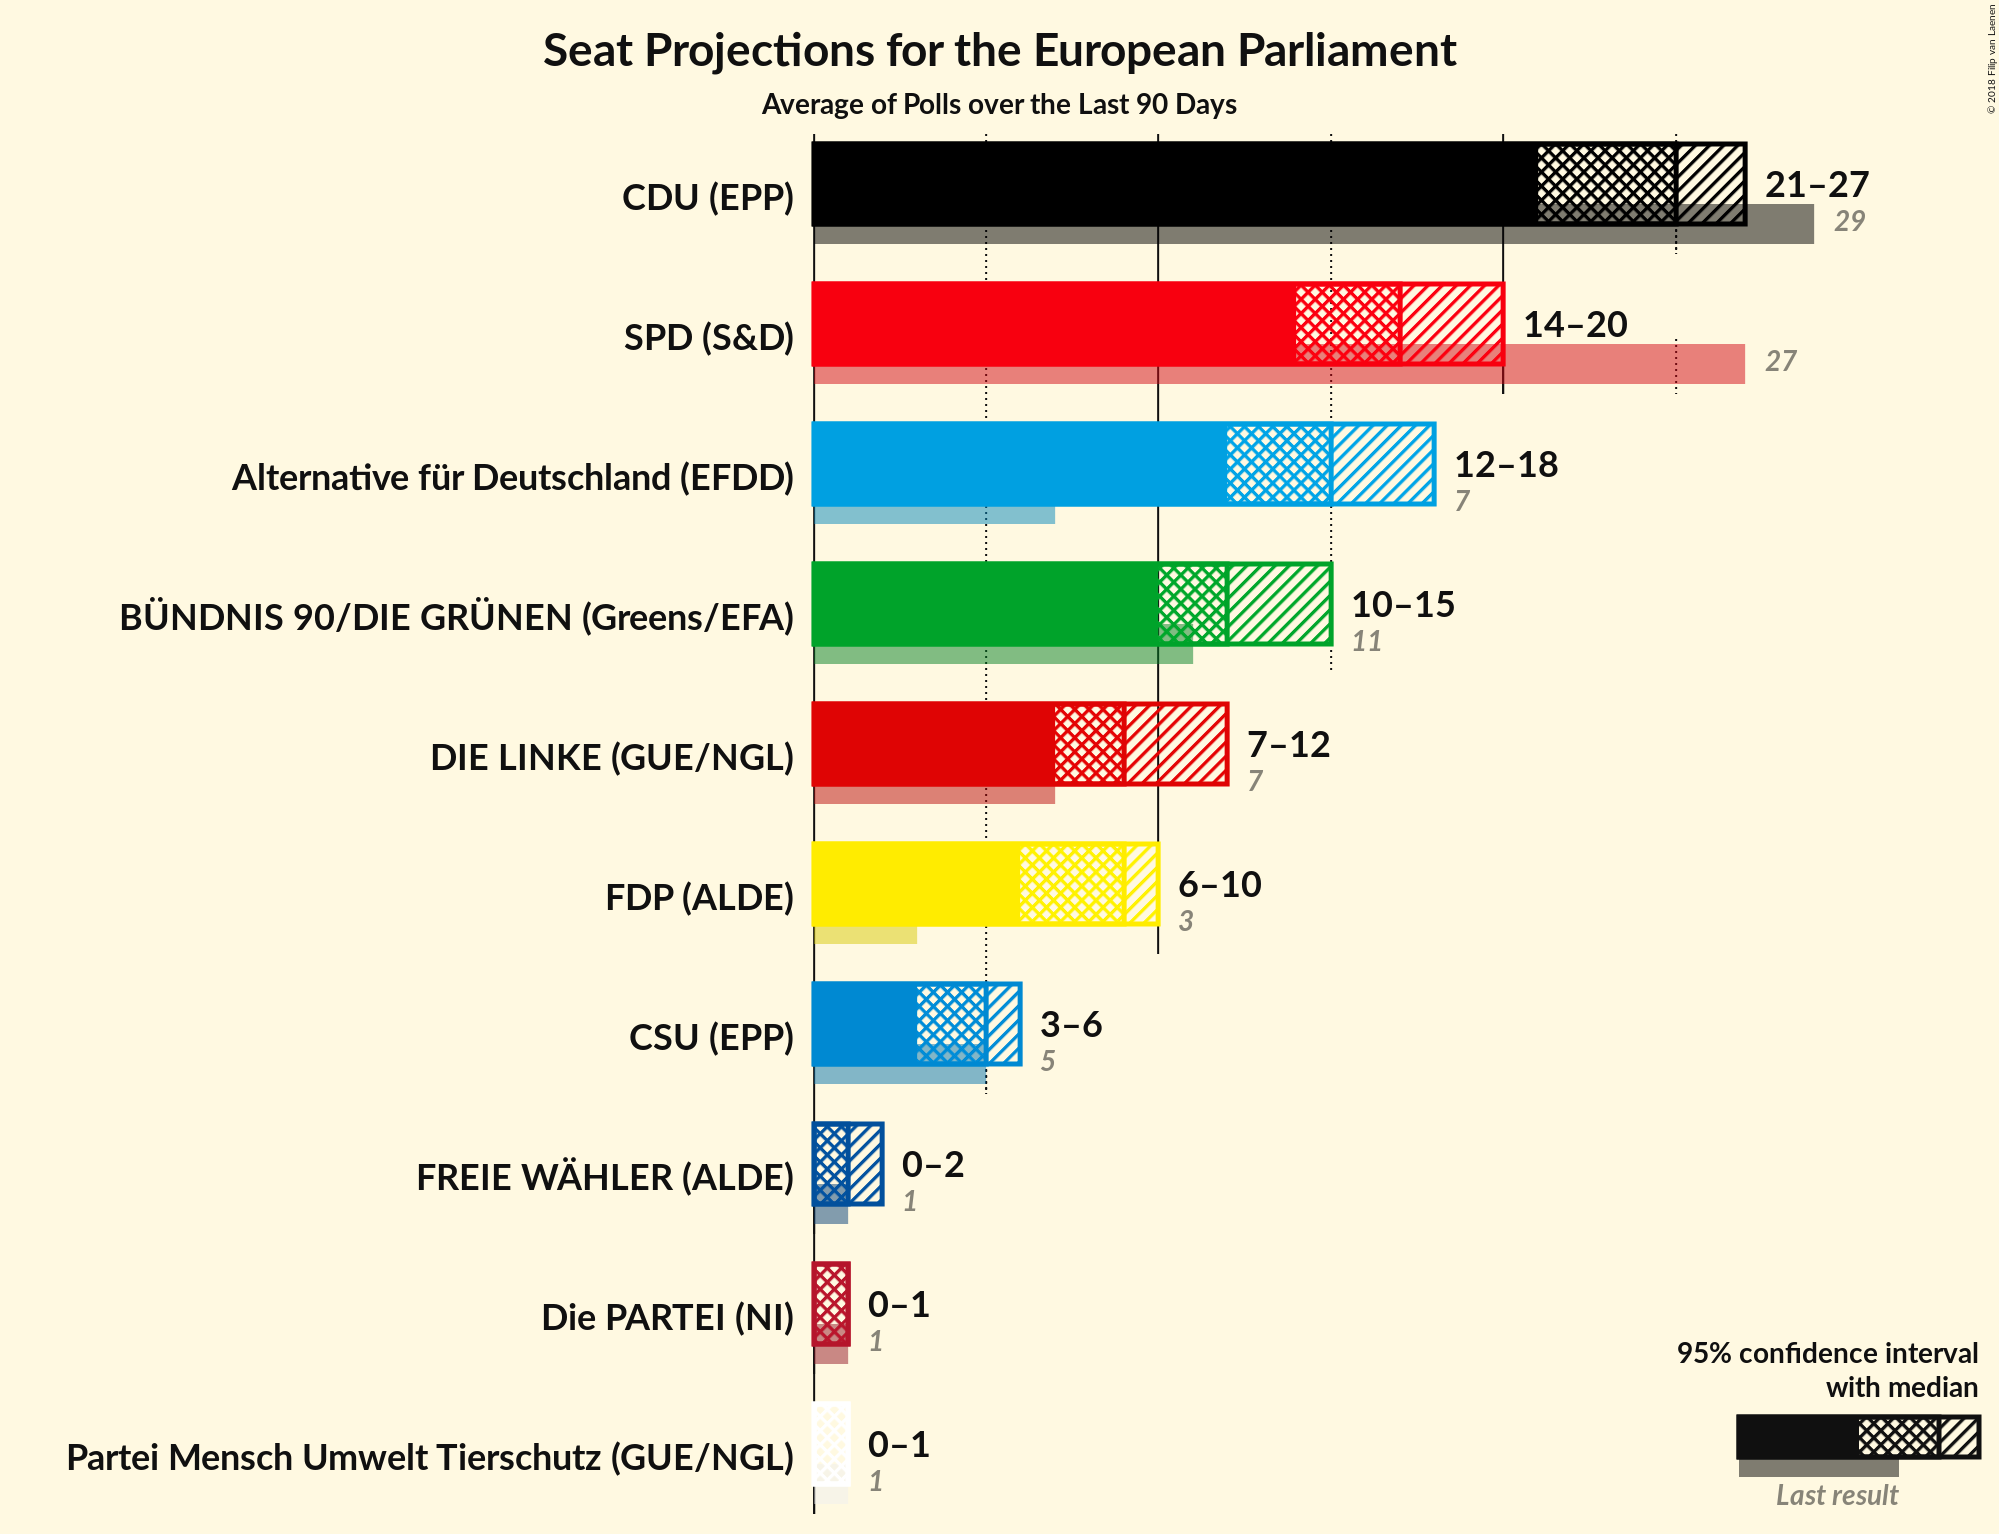 Seat Projections for the European Parliament
Average of Polls over the Last 90 Days
© 2018 Filip van Laenen
CDU (EPP)
21–27
29
SPD (S&D)
14–20
27
Alternative für Deutschland (EFDD)
12–18
7
BÜNDNIS 90/DIE GRÜNEN (Greens/EFA)
10–15
11
DIE LINKE (GUE/NGL)
7–12
7
FDP (ALDE)
6–10
3
CSU (EPP)
3–6
5
FREIE WÄHLER (ALDE)
0–2
1
Die PARTEI (NI)
0–1
1
Partei Mensch Umwelt Tierschutz (GUE/NGL)
0–1
1
95% confidence interval
with median
Last result